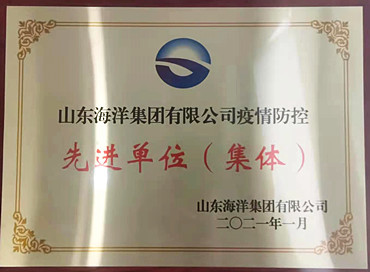 山东海洋集团有限公司疫情防控
先进单位（集体）
山东海洋集团有限公司
二〇二一年一月